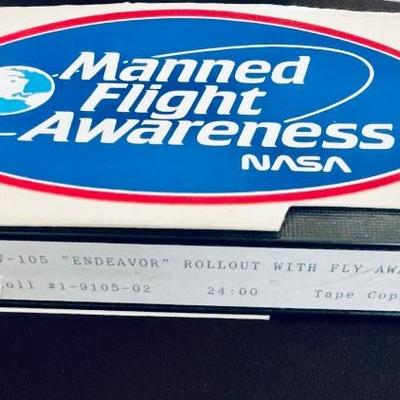 Manned
Flight
Awareness
NASA
-105 "ENDEAVOR" ROLLOUT WITH FLY AWA
oll #1-9105-02 24:00 Tape Cop